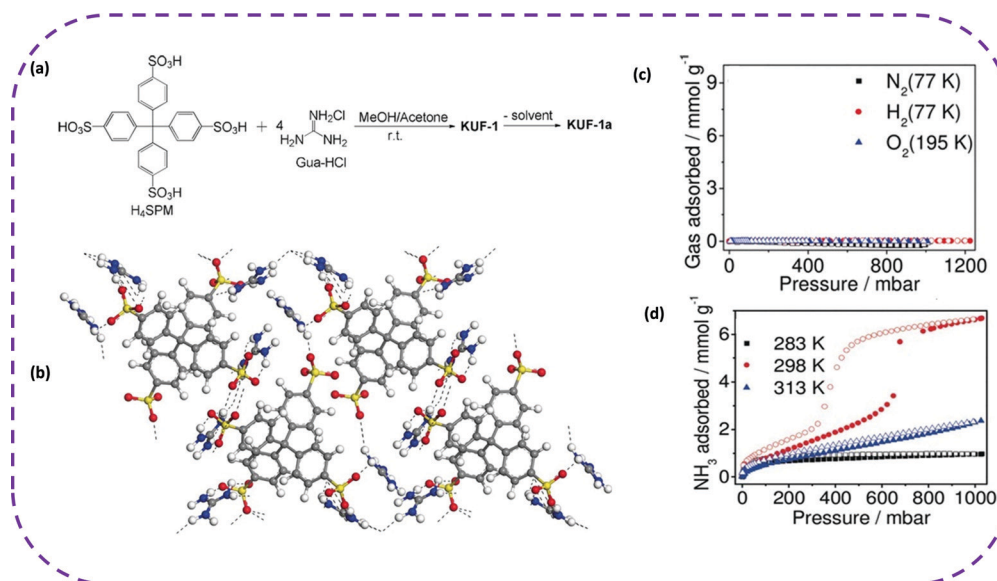 (a)
SO₃H
HO₃S
SO₃H
SO₃H
H₄SPM
+ 4
NH₂Cl
NH₂ NH₂
Gua-HCl
MeOH/Acetone
r.t.
KUF-1
- solvent
KUF-1a
(b)
(c)
Gas adsorbed / mmol g⁻¹
9
6
3
0
N₂(77 K)
H₂(77 K)
O₂(195 K)
0 400 800 1200
Pressure / mbar
(d)
NH₃ adsorbed / mmol g⁻¹
6
4
2
0
283 K
298 K
313 K
0 200 400 600 800 1000
Pressure / mbar